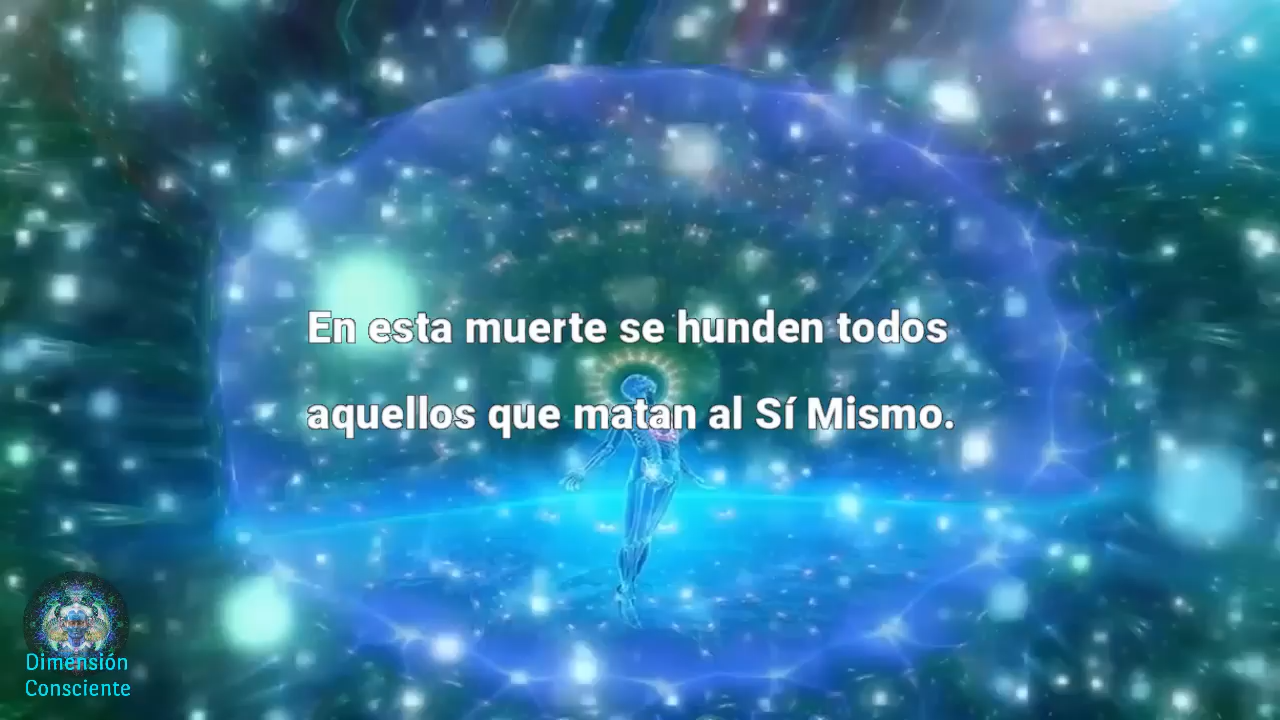 En esta muerte se hunden todos
aquellos que matan al Sí Mismo.
Dimensión
Consciente